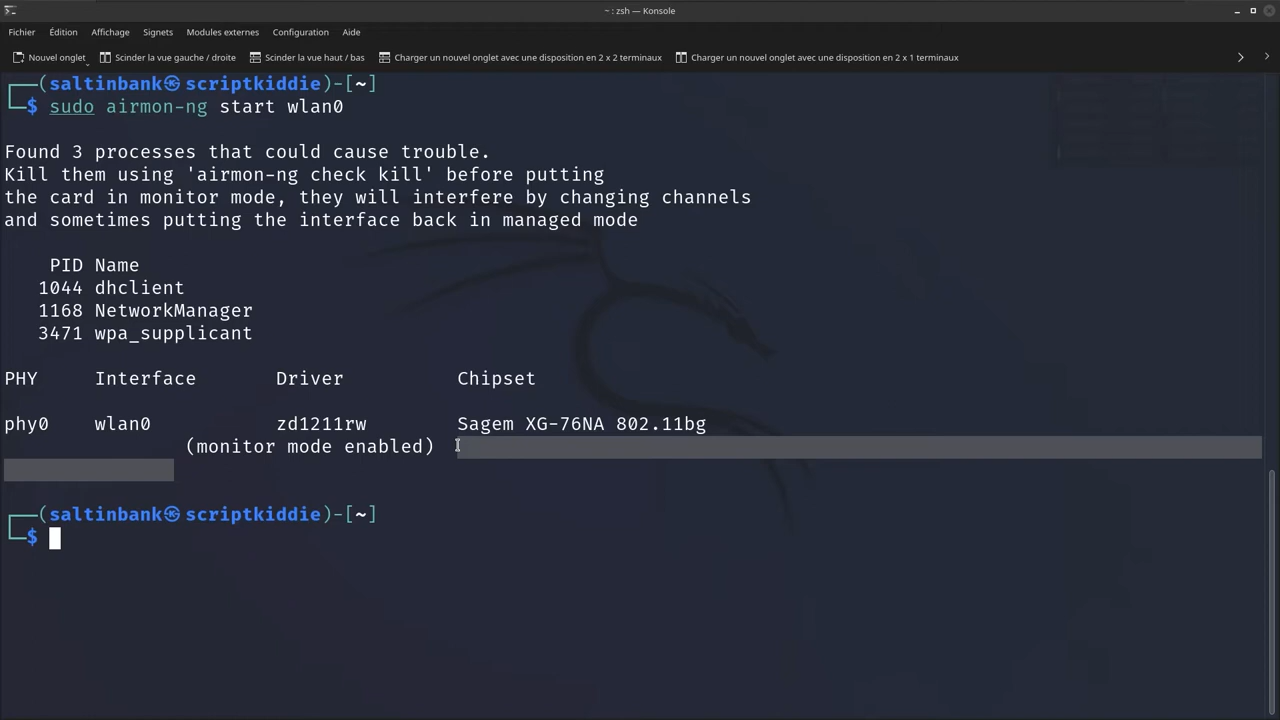 ~ : zsh — Konsole
Fichier Édition Affichage Signets Modules externes Configuration Aide
Nouvel onglet Scinder la vue gauche / droite Scinder la vue haut / bas Charger un nouvel onglet avec une disposition en 2 x 2 terminaux Charger un nouvel onglet avec une disposition en 2 x 1 terminaux
┌──(saltinbank㉿scriptkiddie)-[~]
└─$ sudo airmon-ng start wlan0
Found 3 processes that could cause trouble.
Kill them using 'airmon-ng check kill' before putting
the card in monitor mode, they will interfere by changing channels
and sometimes putting the interface back in managed mode
PID Name
1044 dhclient
1168 NetworkManager
3471 wpa_supplicant
PHY Interface Driver Chipset
phy0 wlan0 zd1211rw Sagem XG-76NA 802.11bg
(monitor mode enabled)
┌──(saltinbank㉿scriptkiddie)-[~]
└─$